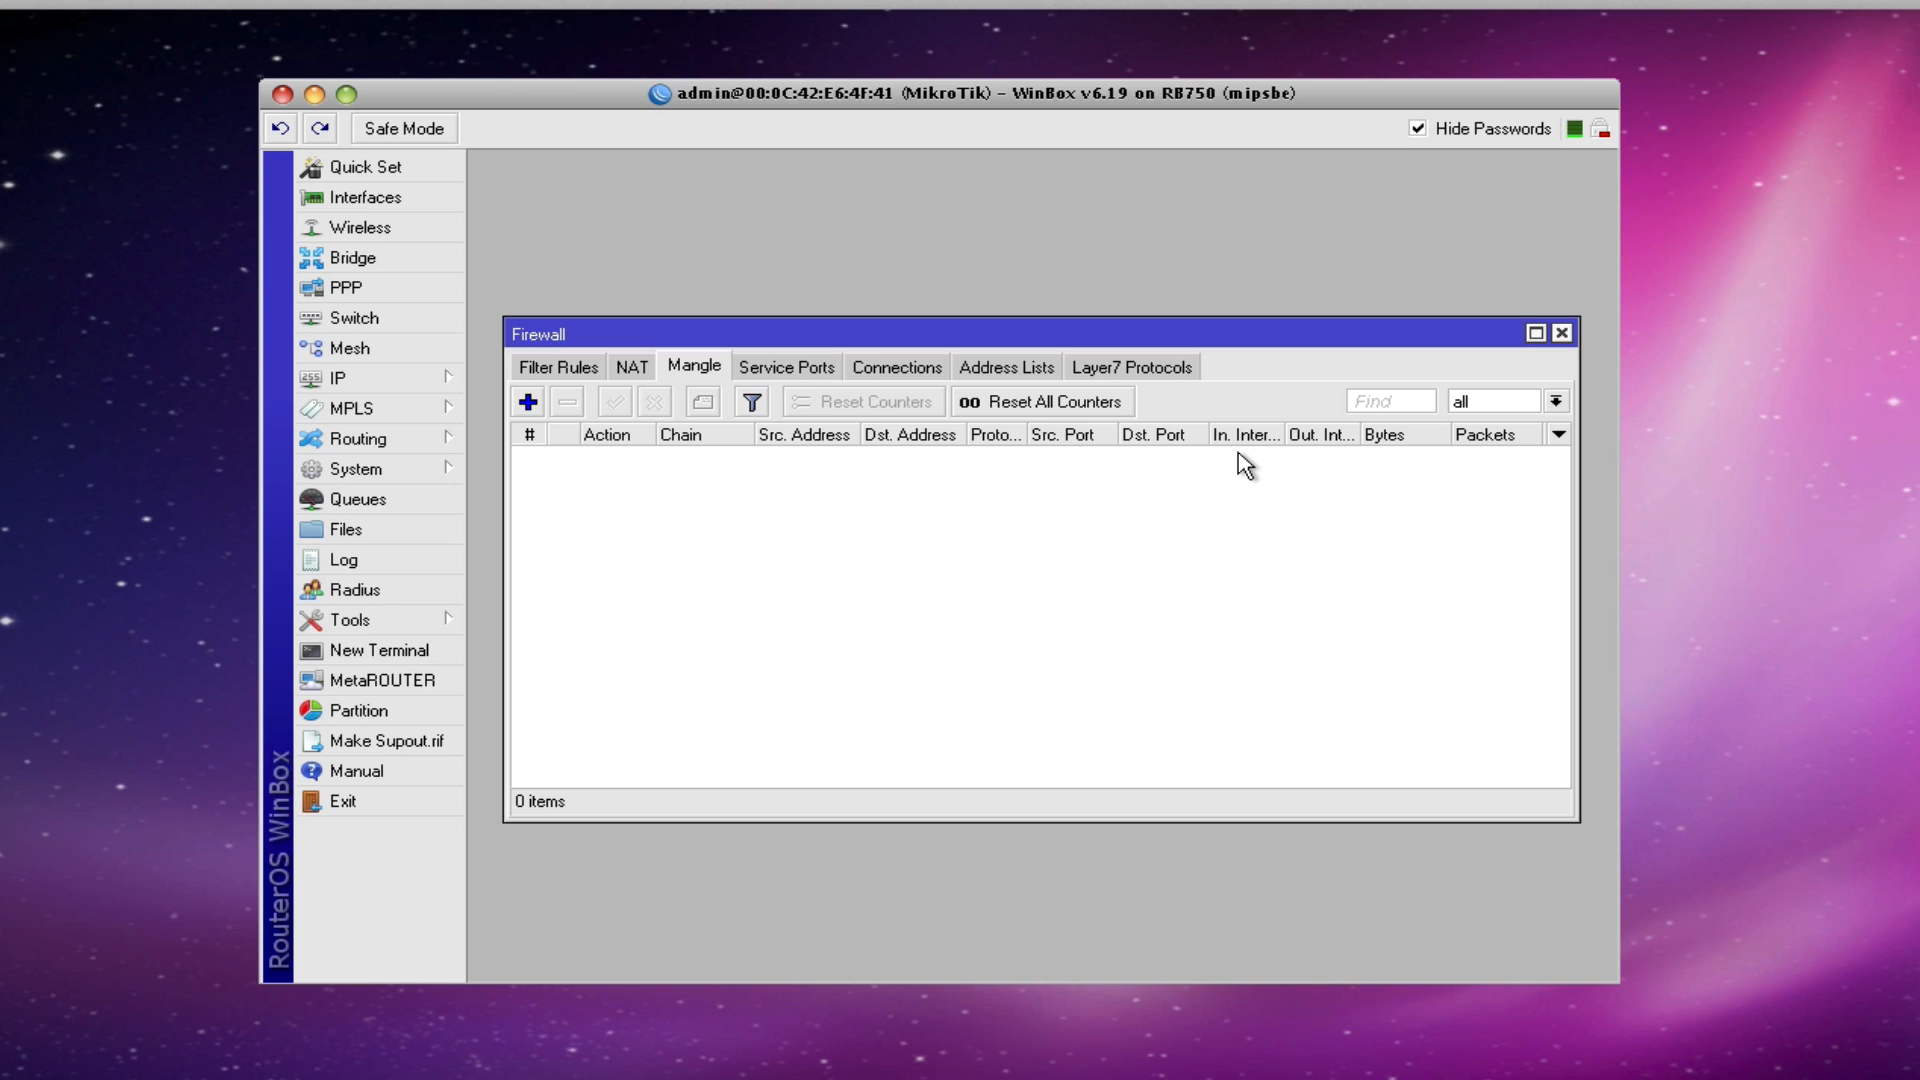 admin@00:0C:42:E6:4F:41 (MikroTik) - WinBox v6.19 on RB750 (mipsbe)
Safe Mode
Hide Passwords
Quick Set
Interfaces
Wireless
Bridge
PPP
Switch
Mesh
255 IP
MPLS
Routing
System
Queues
Files
Log
Radius
Tools
New Terminal
MetaROUTER
Partition
Make Supout.rif
Manual
Exit
RouterOS WinBox
Firewall
Filter Rules NAT Mangle Service Ports Connections Address Lists Layer7 Protocols
Reset Counters 00 Reset All Counters Find all
# Action Chain Src. Address Dst. Address Proto... Src. Port Dst. Port In. Inter... Out. Int... Bytes Packets
0 items